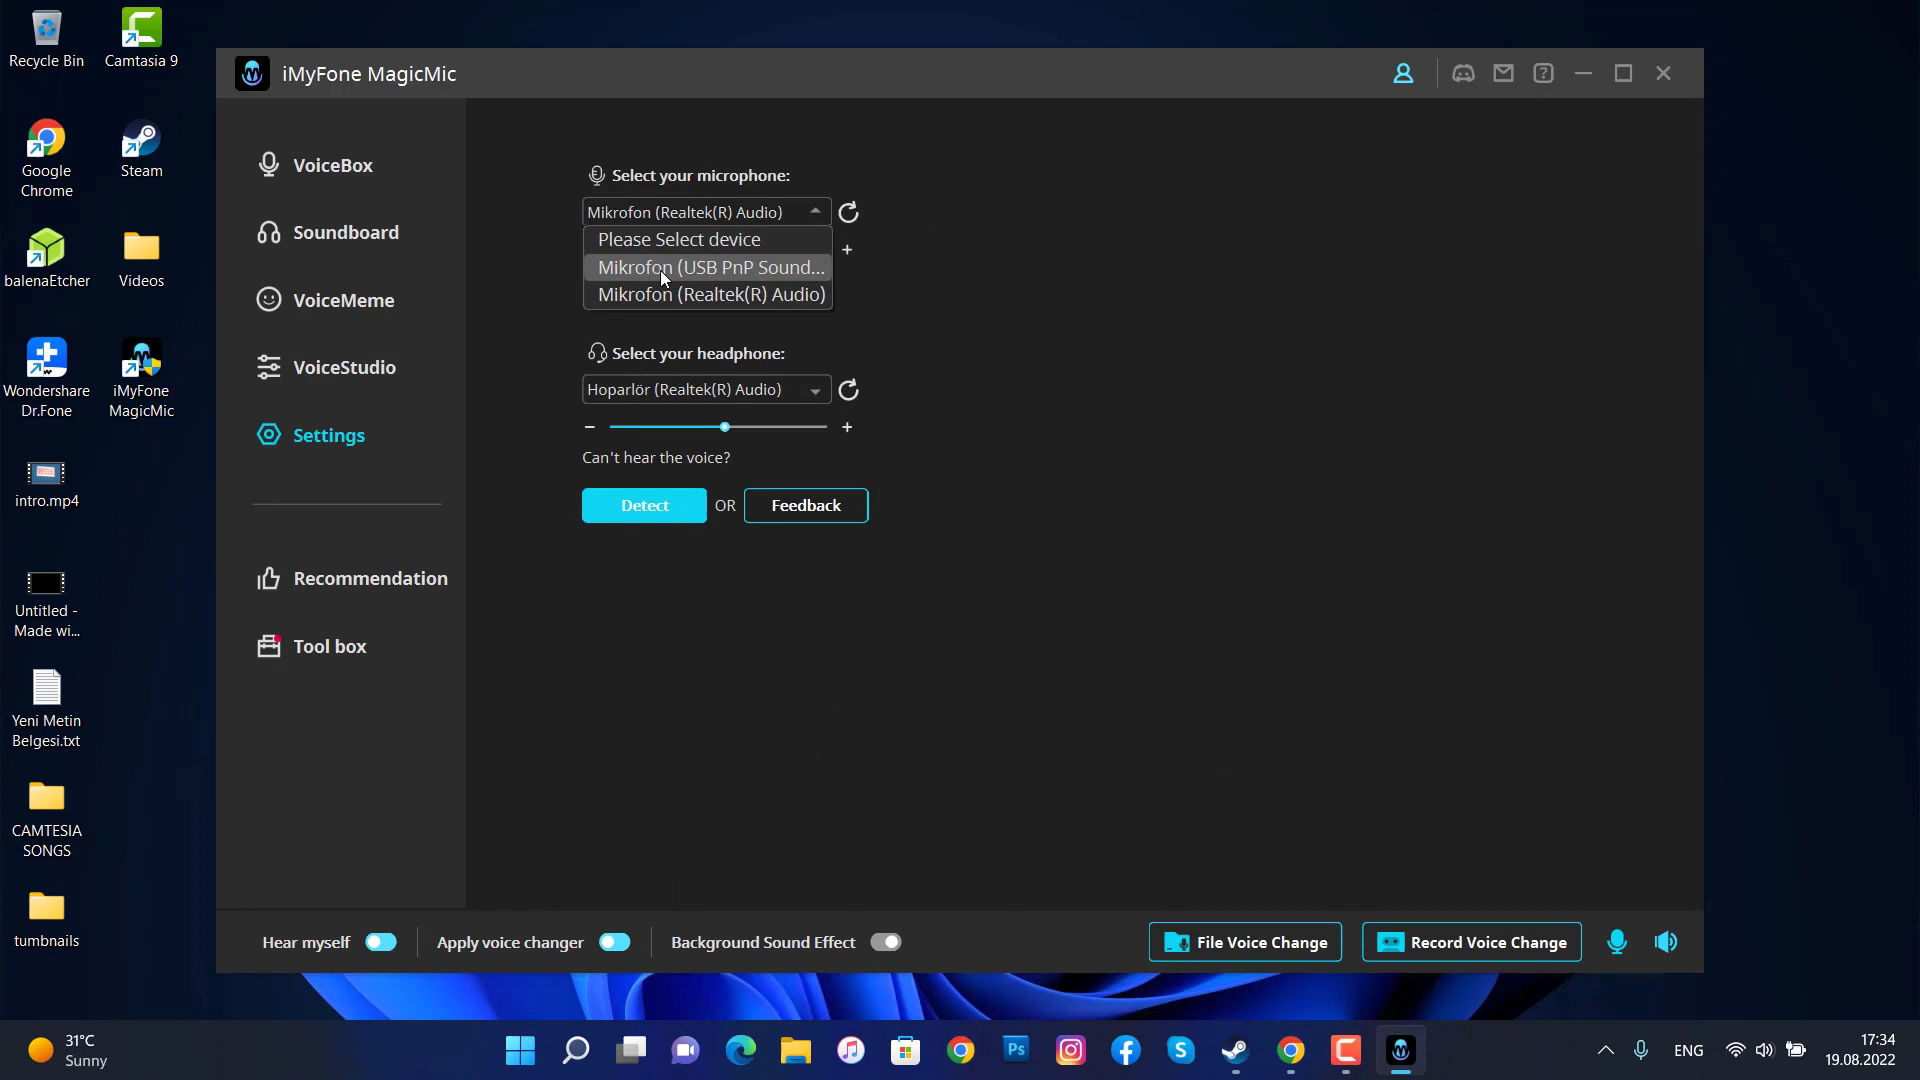 Recycle Bin
Camtasia 9
Google
Chrome
Steam
balenaEtcher
Videos
Wondershare
Dr.Fone
iMyFone
MagicMic
intro.mp4
Untitled -
Made wi...
Yeni Metin
Belgesi.txt
CAMTESIA
SONGS
tumbnails
iMyFone MagicMic
VoiceBox
Soundboard
VoiceMeme
VoiceStudio
Settings
Recommendation
Tool box
Select your microphone:
Mikrofon (Realtek(R) Audio)
Please Select device
+
Mikrofon (USB PnP Sound...
Mikrofon (Realtek(R) Audio)
Select your headphone:
Hoparlör (Realtek(R) Audio)
− +
Can't hear the voice?
Detect OR Feedback
Hear myself
Apply voice changer
Background Sound Effect
File Voice Change
Record Voice Change
31°C
Sunny
Ps
ENG
17:34
19.08.2022